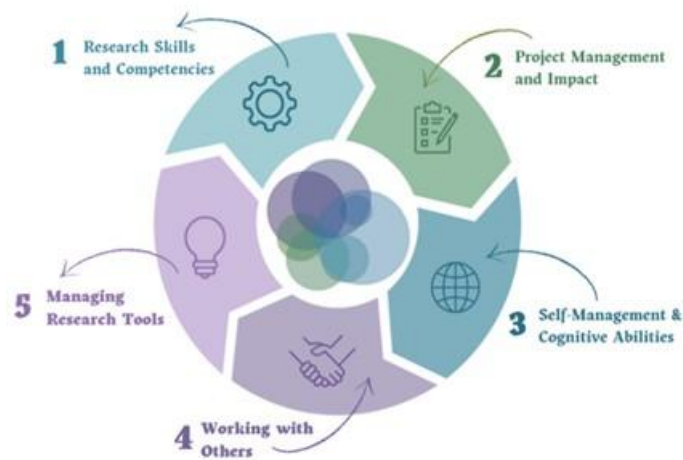 1 Research Skills
and Competencies
2 Project Management
and Impact
3 Self-Management &
Cognitive Abilities
4 Working with
Others
5 Managing
Research Tools